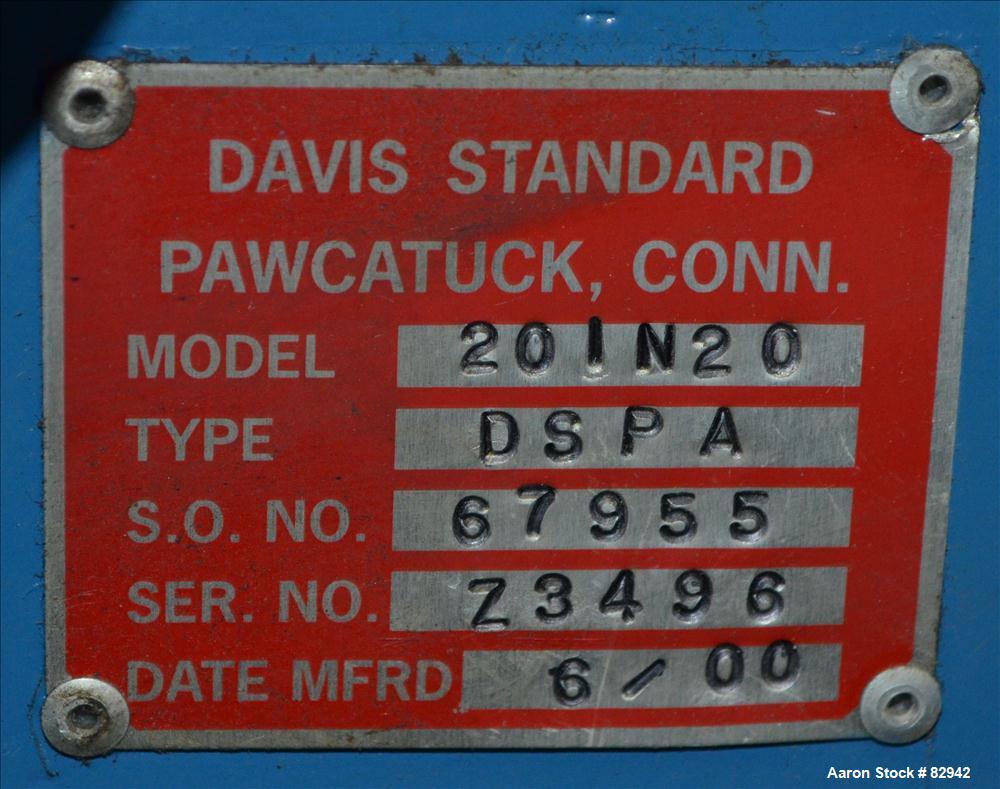 DAVIS STANDARD
PAWCATUCK, CONN.
MODEL 201N20
TYPE DSPA
S.O. NO. 67955
SER. NO. Z3496
DATE MFRD 6/00
Aaron Stock # 82942